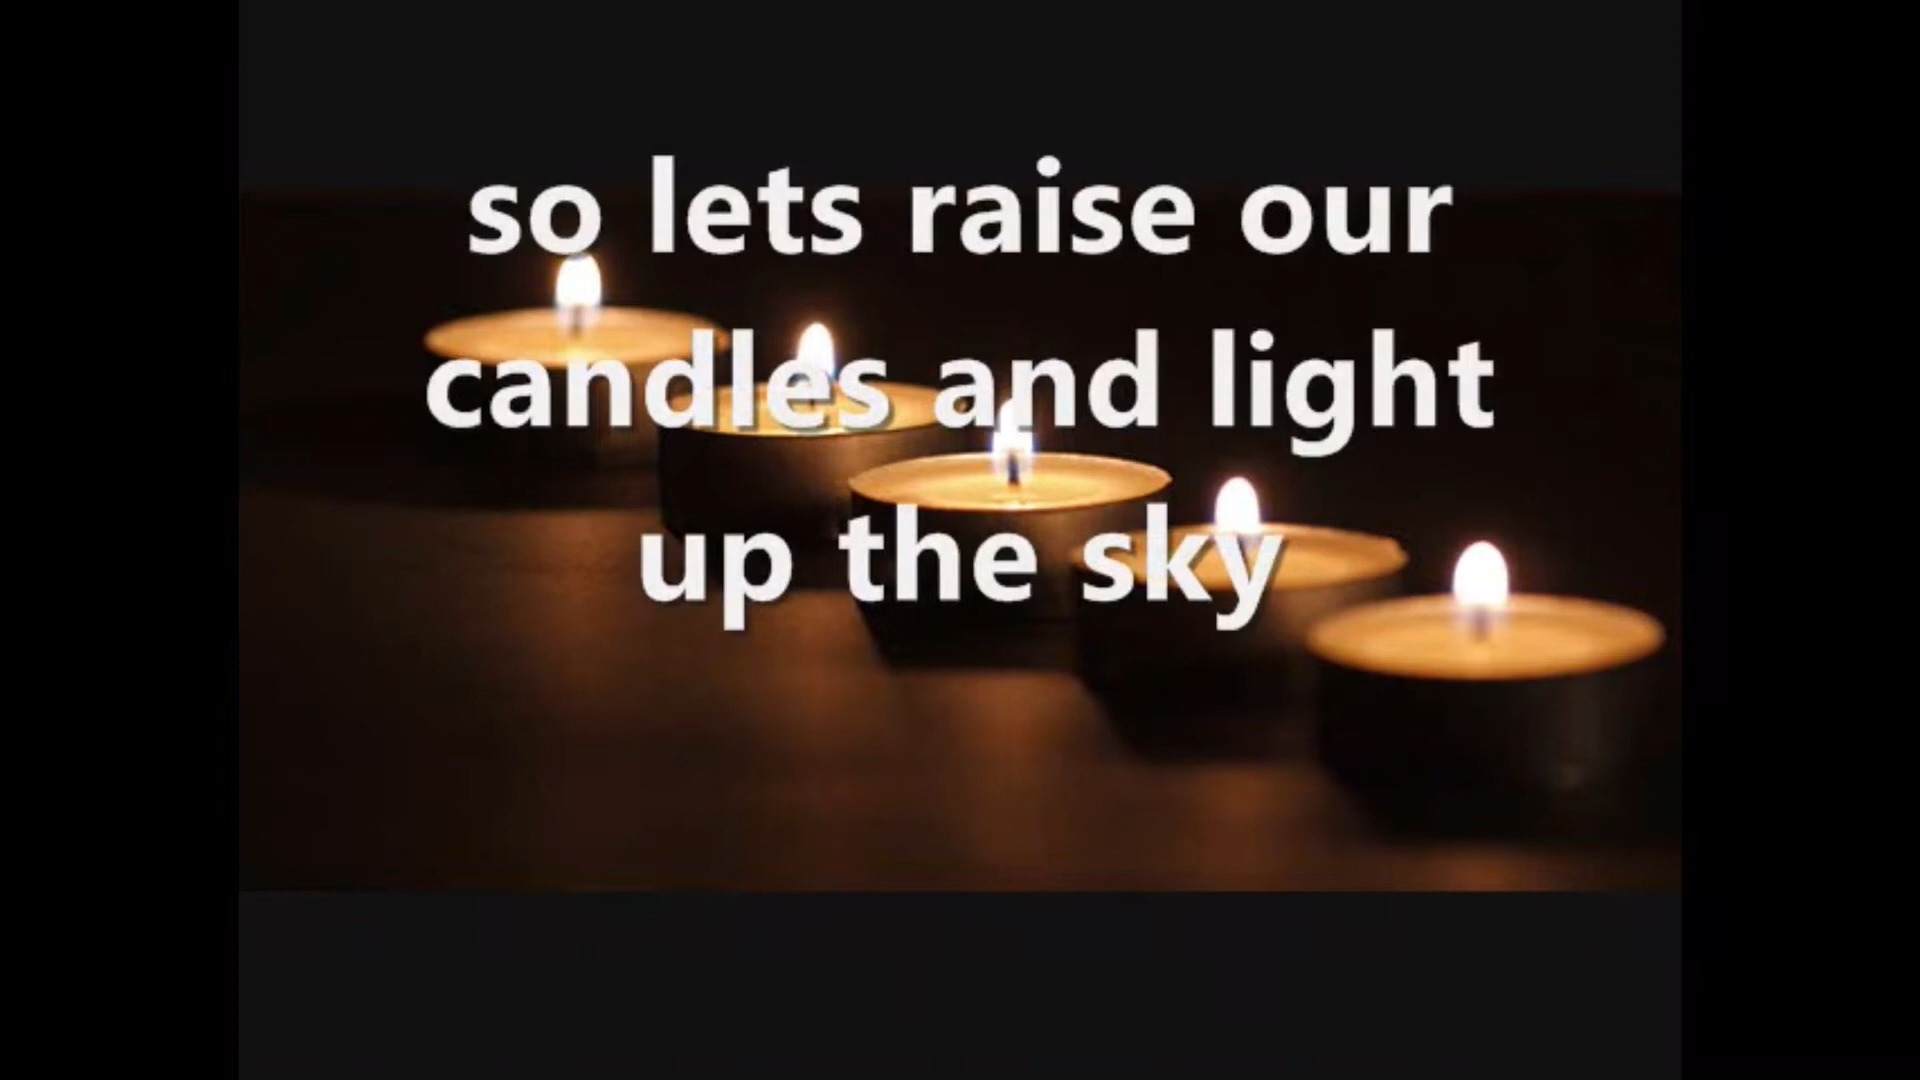 so lets raise our
candles and light
up the sky